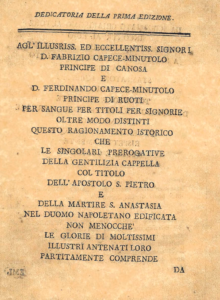 DEDICATORIA DELLA PRIMA EDIZIONE.
AGL' ILLUSTRISS. ED ECCELLENTISS. SIGNORI
D. FABRIZIO CAPECE-MINUTOLO
PRINCIPE DI CANOSA
E
D. FERDINANDO CAPECE-MINUTOLO
PRINCIPE DI RUOTI
PER SANGUE PER TITOLI PER SIGNORIE
OLTRE MODO DISTINTI
QUESTO RAGIONAMENTO ISTORICO
CHE
LE SINGOLARI PREROGATIVE
DELLA GENTILIZIA CAPPELLA
COL TITOLO
DELL' APOSTOLO S. PIETRO
E
DELLA MARTIRE S. ANASTASIA
NEL DUOMO NAPOLETANO EDIFICATA
NON MENOCCHE'
LE GLORIE DI MOLTISSIMI
ILLUSTRI ANTENATI LORO
PARTITAMENTE COMPRENDE
DA